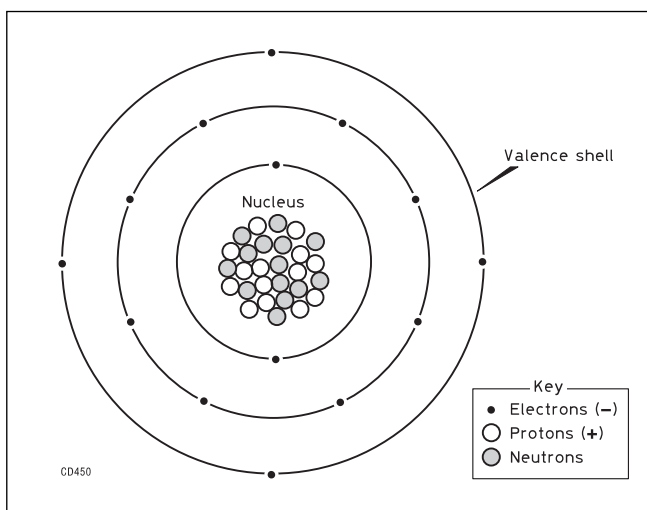 Valence shell
Nucleus
Key
Electrons (−)
Protons (+)
Neutrons
CD450